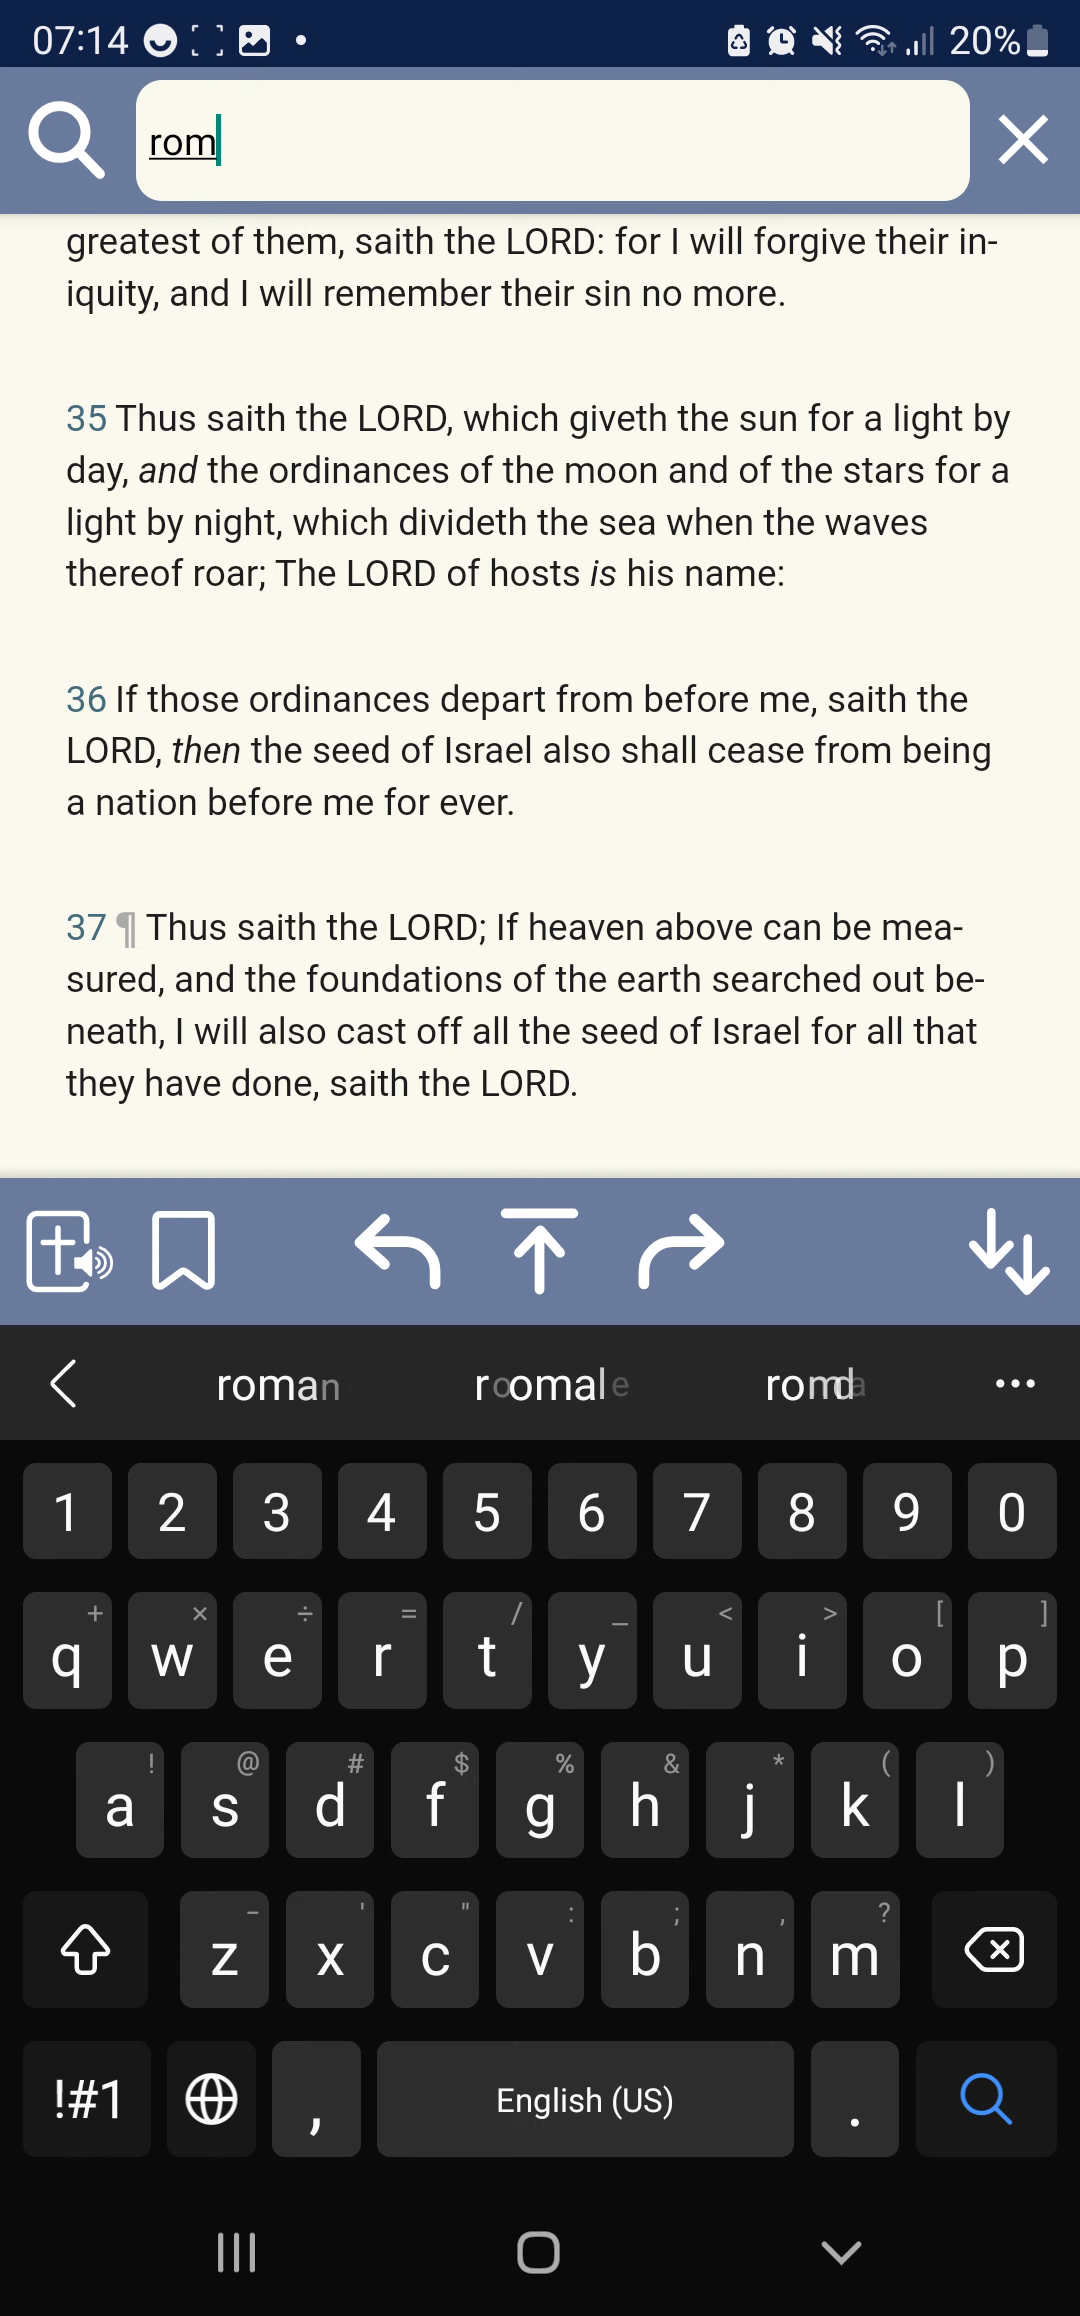 07:14
20%
rom
greatest of them, saith the LORD: for I will forgive their in-
iquity, and I will remember their sin no more.
35 Thus saith the LORD, which giveth the sun for a light by
day, and the ordinances of the moon and of the stars for a
light by night, which divideth the sea when the waves
thereof roar; The LORD of hosts is his name:
36 If those ordinances depart from before me, saith the
LORD, then the seed of Israel also shall cease from being
a nation before me for ever.
37 ¶ Thus saith the LORD; If heaven above can be mea-
sured, and the foundations of the earth searched out be-
neath, I will also cast off all the seed of Israel for all that
they have done, saith the LORD.
roman
1 2 3 4 5 6 7 8 9 0
+ × ÷ = / _ < > [ ]
q w e r t y u i o p
! @ # $ % & * ( )
a s d f g h j k l
- ' " : ; , ?
z x c v b n m
!#1 , English (US) .